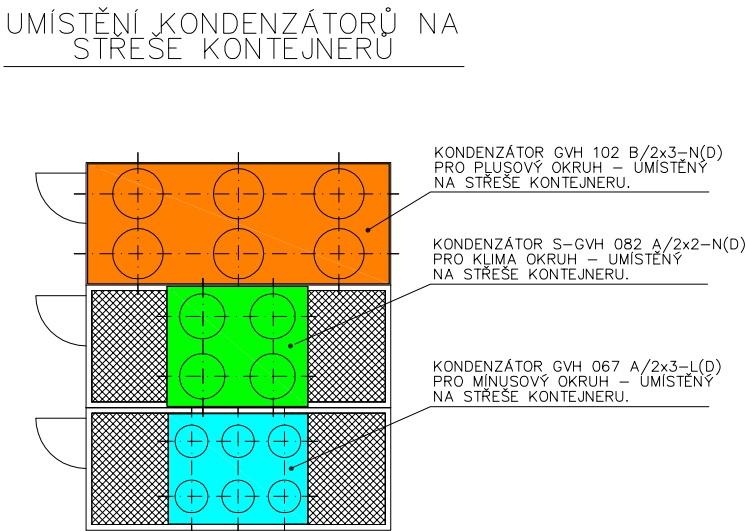 UMÍSTĚNÍ KONDENZÁTORŮ NA
STŘEŠE KONTEJNERŮ
KONDENZÁTOR GVH 102 B/2x3-N(D)
PRO PLUSOVÝ OKRUH - UMÍSTĚNÝ
NA STŘEŠE KONTEJNERU.
KONDENZÁTOR S-GVH 082 A/2x2-N(D)
PRO KLIMA OKRUH - UMÍSTĚNÝ
NA STŘEŠE KONTEJNERU.
KONDENZÁTOR GVH 067 A/2x3-L(D)
PRO MÍNUSOVÝ OKRUH - UMÍSTĚNÝ
NA STŘEŠE KONTEJNERU.